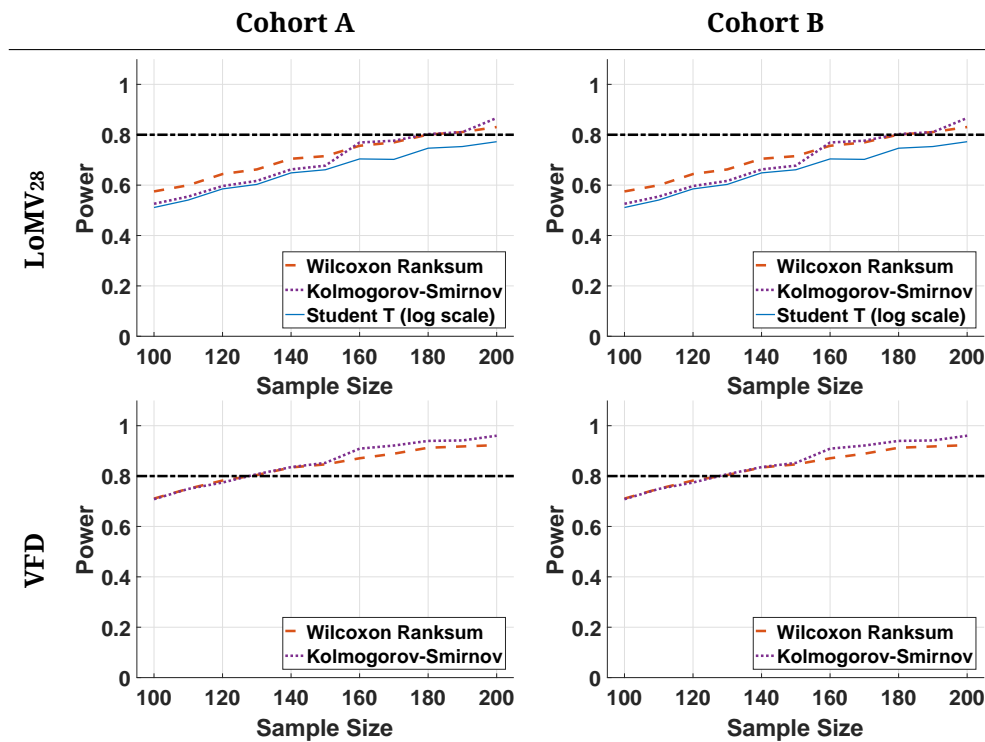 Cohort A
Cohort B
LoMV28
Power
1
0.8
0.6
0.4
0.2
0
Wilcoxon Ranksum
Kolmogorov-Smirnov
Student T (log scale)
100 120 140 160 180 200
Sample Size
Power
1
0.8
0.6
0.4
0.2
0
Wilcoxon Ranksum
Kolmogorov-Smirnov
Student T (log scale)
100 120 140 160 180 200
Sample Size
VFD
Power
1
0.8
0.6
0.4
0.2
0
Wilcoxon Ranksum
Kolmogorov-Smirnov
100 120 140 160 180 200
Sample Size
Power
1
0.8
0.6
0.4
0.2
0
Wilcoxon Ranksum
Kolmogorov-Smirnov
100 120 140 160 180 200
Sample Size